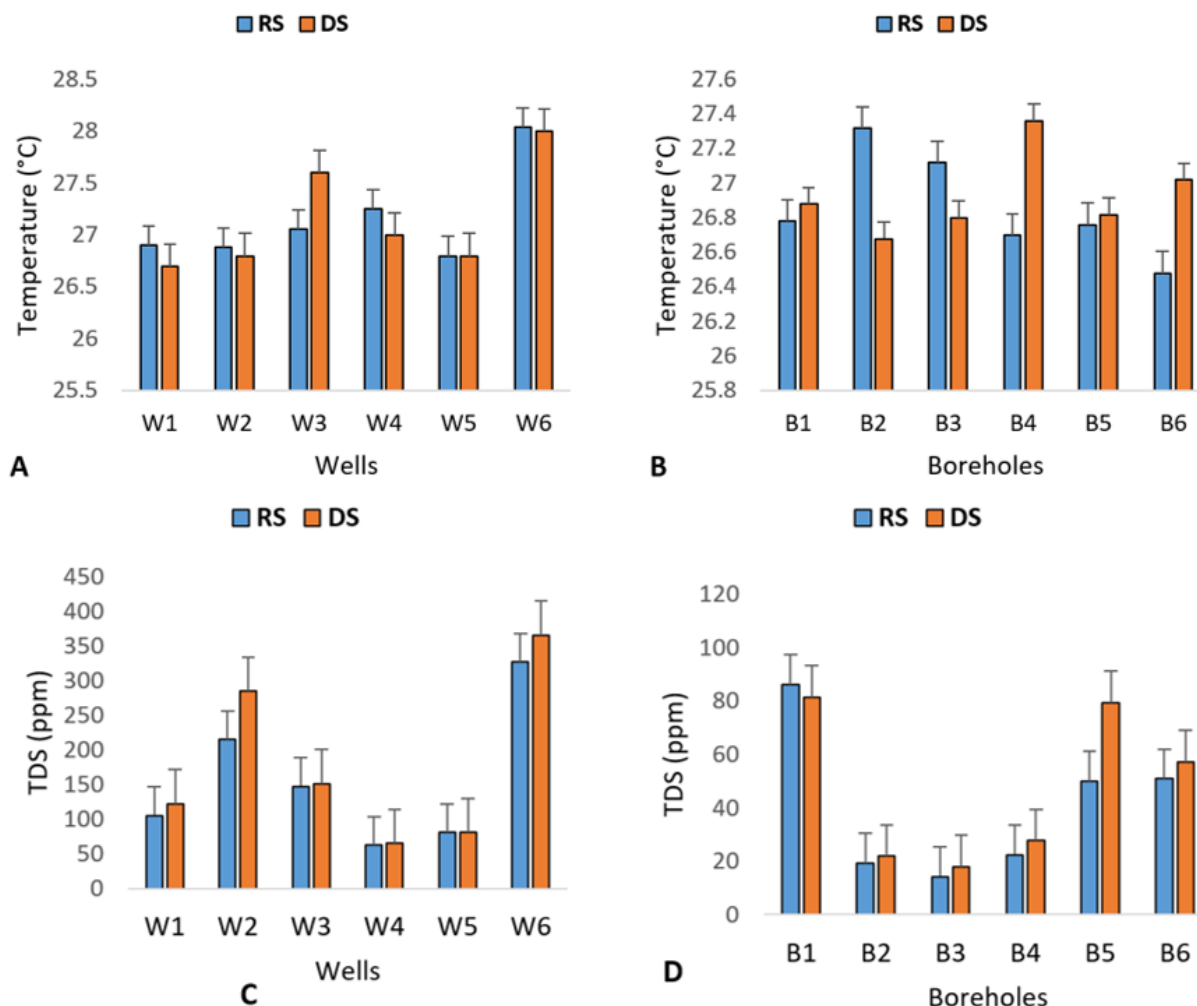 RS DS
28.5
28
27.5
27
26.5
26
25.5
Temperature (°C)
W1 W2 W3 W4 W5 W6
Wells
A
RS DS
27.6
27.4
27.2
27
26.8
26.6
26.4
26.2
26
25.8
Temperature (°C)
B1 B2 B3 B4 B5 B6
Boreholes
B
RS DS
450
400
350
300
250
200
150
100
50
0
TDS (ppm)
W1 W2 W3 W4 W5 W6
Wells
C
RS DS
120
100
80
60
40
20
0
TDS (ppm)
B1 B2 B3 B4 B5 B6
Boreholes
D